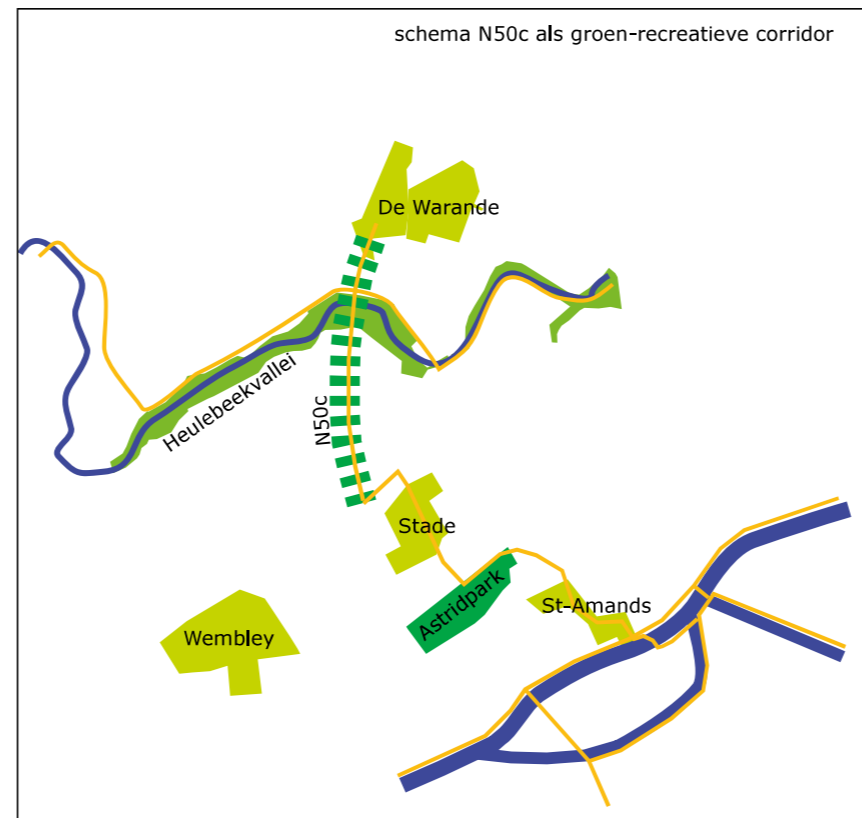 schema N50c als groen-recreatieve corridor
De Warande
Heulebeekvallei
N50c
Stade
Astridpark
St-Amands
Wembley